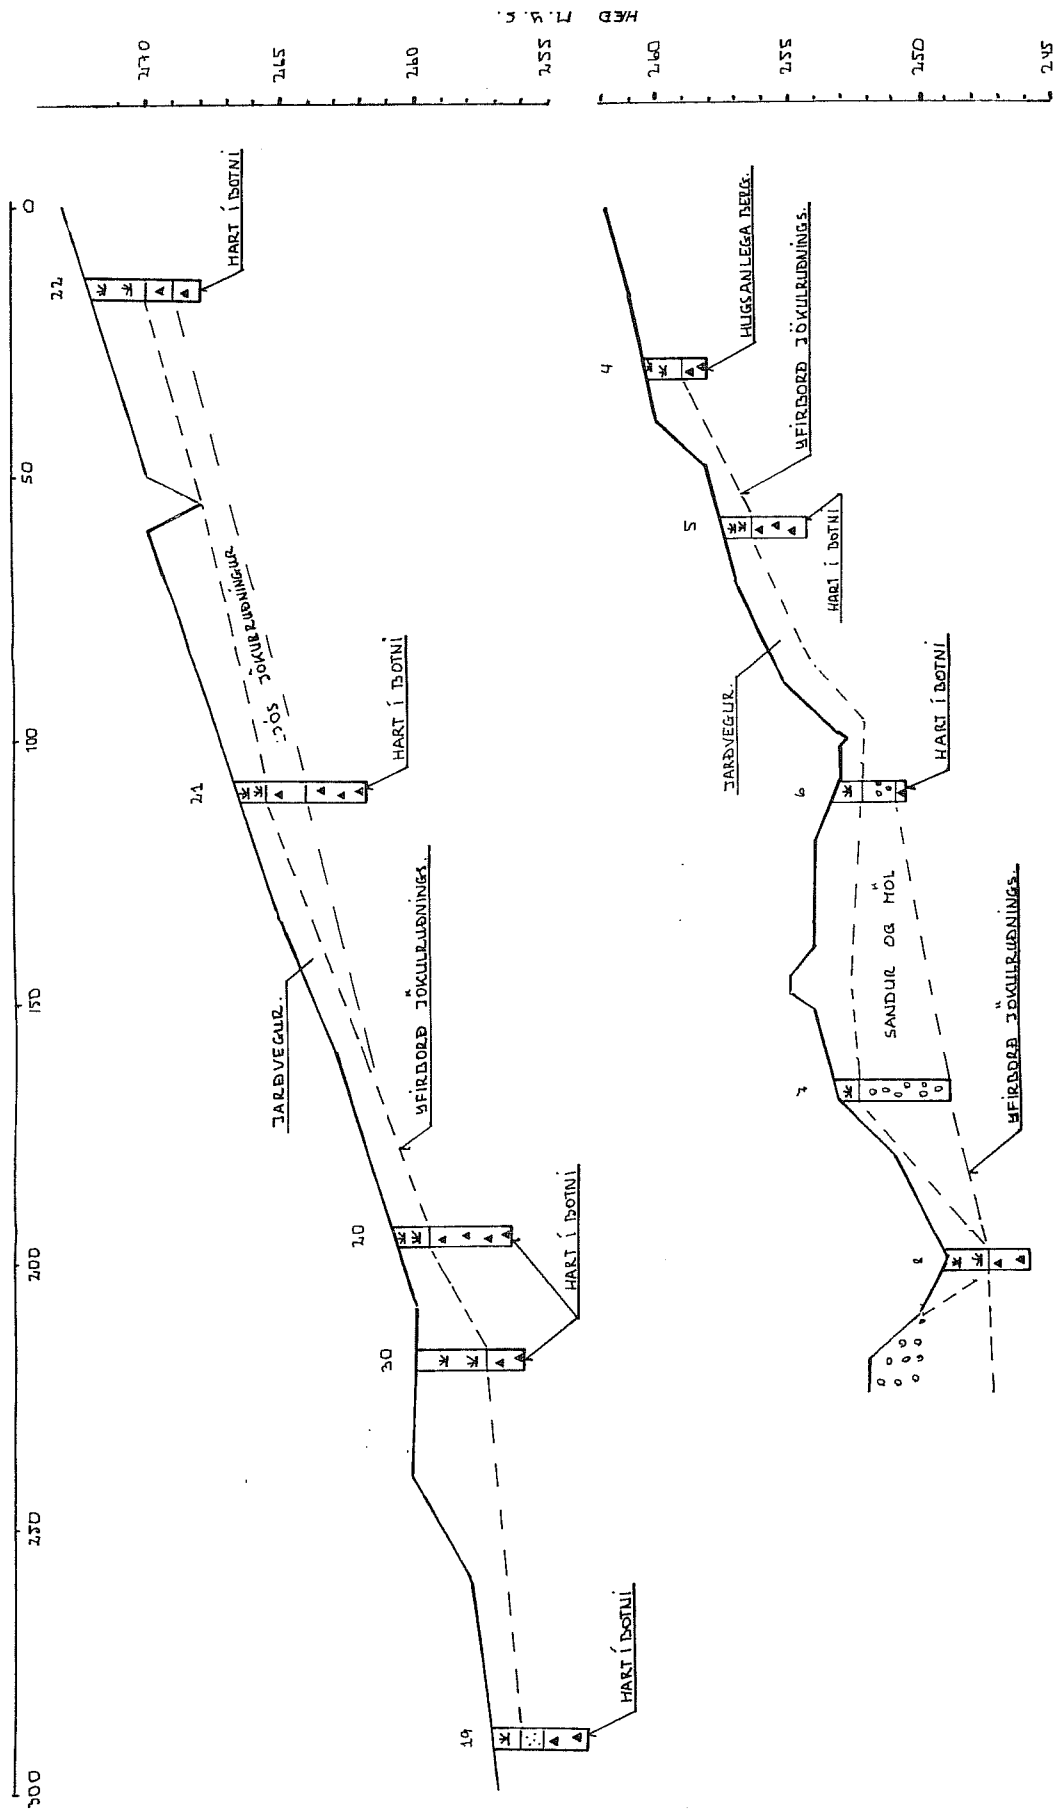 HÆÐ M.Y.S.
270
265
260
255
260
255
250
245
0
50
100
150
200
250
300
22
HART Í BOTNI
LJÓS JÖKULRUÐNINGUR
21
HART Í BOTNI
JARÐVEGUR.
YFIRBORÐ JÖKULRUÐNINGS.
20
30
HART Í BOTNI
19
HART Í BOTNI
4
HUGSANLEGA BERG.
YFIRBORÐ JÖKULRUÐNINGS.
5
HART Í BOTNI
JARÐVEGUR.
6
HART Í BOTNI
SANDUR OG MÖL
7
YFIRBORÐ JÖKULRUÐNINGS.
8